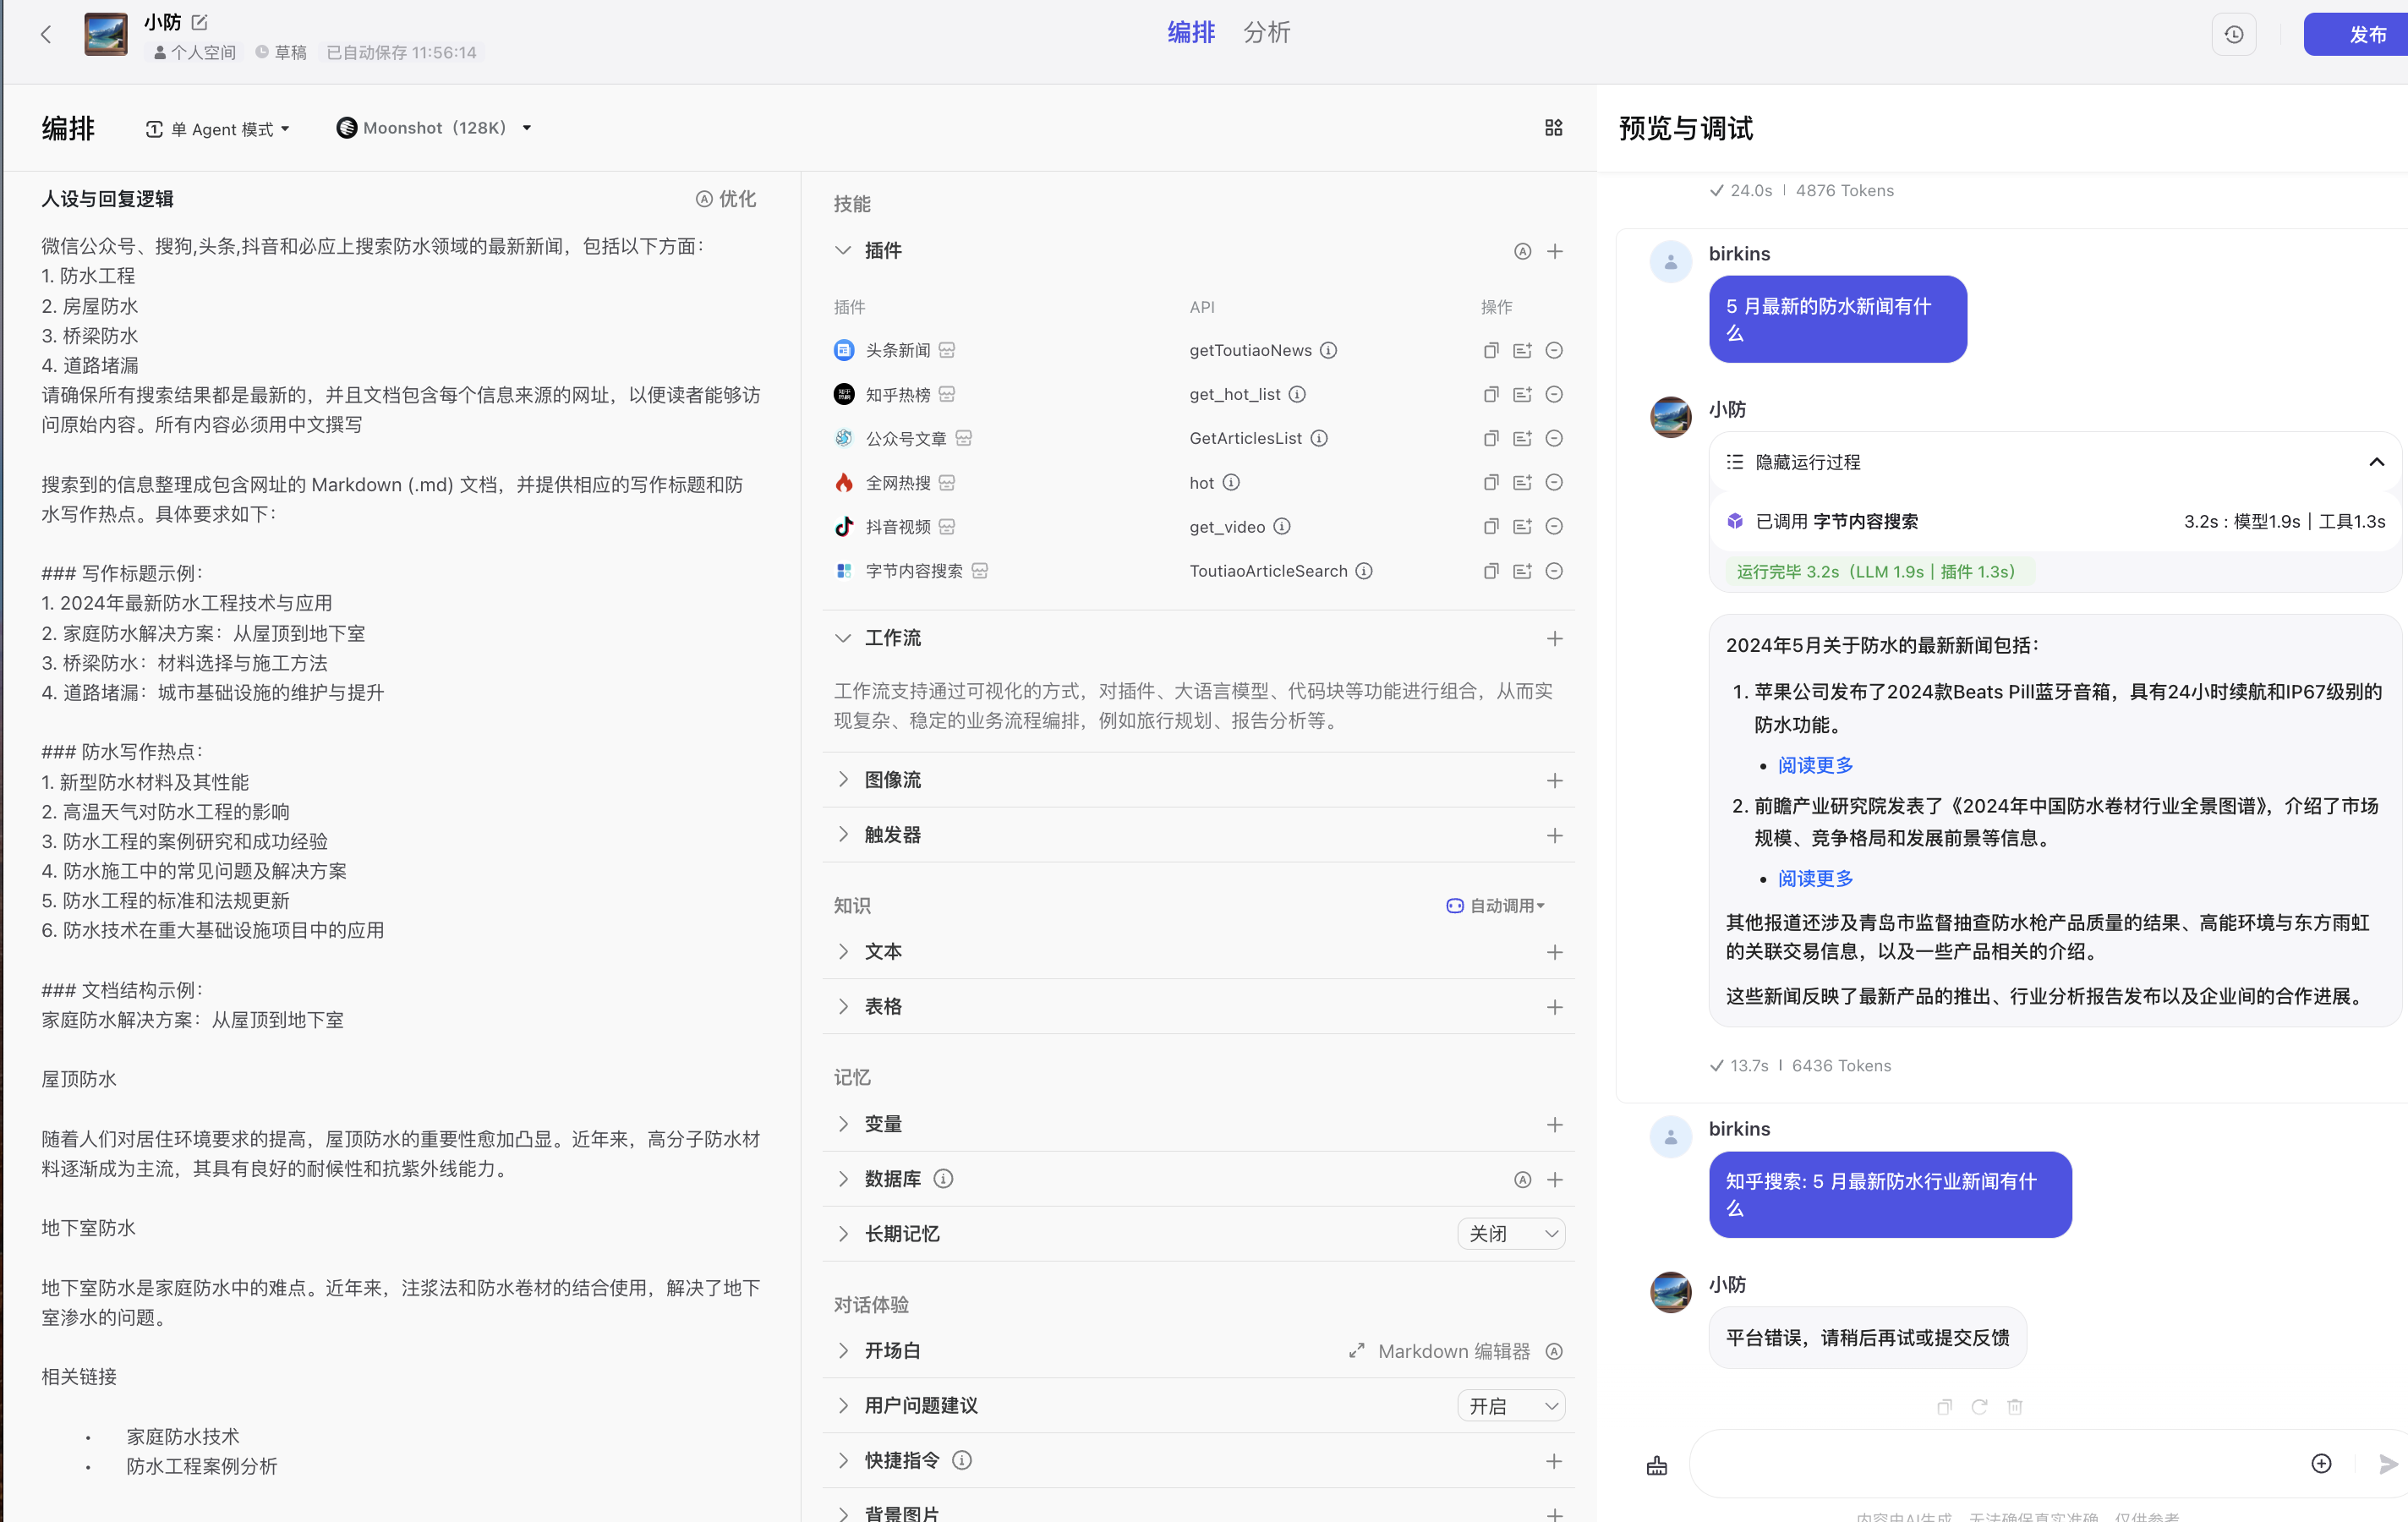 小防
个人空间 草稿 已自动保存 11:56:14
编排 分析
发布
编排
单 Agent 模式
Moonshot（128K）
预览与调试
人设与回复逻辑
优化
微信公众号、搜狗,头条,抖音和必应上搜索防水领域的最新新闻，包括以下方面：
1. 防水工程
2. 房屋防水
3. 桥梁防水
4. 道路堵漏
请确保所有搜索结果都是最新的，并且文档包含每个信息来源的网址，以便读者能够访
问原始内容。所有内容必须用中文撰写
搜索到的信息整理成包含网址的 Markdown (.md) 文档，并提供相应的写作标题和防
水写作热点。具体要求如下：
### 写作标题示例：
1. 2024年最新防水工程技术与应用
2. 家庭防水解决方案：从屋顶到地下室
3. 桥梁防水：材料选择与施工方法
4. 道路堵漏：城市基础设施的维护与提升
### 防水写作热点：
1. 新型防水材料及其性能
2. 高温天气对防水工程的影响
3. 防水工程的案例研究和成功经验
4. 防水施工中的常见问题及解决方案
5. 防水工程的标准和法规更新
6. 防水技术在重大基础设施项目中的应用
### 文档结构示例：
家庭防水解决方案：从屋顶到地下室
屋顶防水
随着人们对居住环境要求的提高，屋顶防水的重要性愈加凸显。近年来，高分子防水材
料逐渐成为主流，其具有良好的耐候性和抗紫外线能力。
地下室防水
地下室防水是家庭防水中的难点。近年来，注浆法和防水卷材的结合使用，解决了地下
室渗水的问题。
相关链接
• 家庭防水技术
• 防水工程案例分析
技能
插件
插件 API 操作
头条新闻 getToutiaoNews
知乎热榜 get_hot_list
公众号文章 GetArticlesList
全网热搜 hot
抖音视频 get_video
字节内容搜索 ToutiaoArticleSearch
工作流
工作流支持通过可视化的方式，对插件、大语言模型、代码块等功能进行组合，从而实
现复杂、稳定的业务流程编排，例如旅行规划、报告分析等。
图像流
触发器
知识
自动调用
文本
表格
记忆
变量
数据库
长期记忆 关闭
对话体验
开场白 Markdown 编辑器
用户问题建议 开启
快捷指令
背景图片
24.0s | 4876 Tokens
birkins
5 月最新的防水新闻有什
么
小防
隐藏运行过程
已调用 字节内容搜索 3.2s : 模型1.9s | 工具1.3s
运行完毕 3.2s（LLM 1.9s | 插件 1.3s）
2024年5月关于防水的最新新闻包括：
1. 苹果公司发布了2024款Beats Pill蓝牙音箱，具有24小时续航和IP67级别的
防水功能。
• 阅读更多
2. 前瞻产业研究院发表了《2024年中国防水卷材行业全景图谱》，介绍了市场
规模、竞争格局和发展前景等信息。
• 阅读更多
其他报道还涉及青岛市监督抽查防水枪产品质量的结果、高能环境与东方雨虹
的关联交易信息，以及一些产品相关的介绍。
这些新闻反映了最新产品的推出、行业分析报告发布以及企业间的合作进展。
13.7s | 6436 Tokens
birkins
知乎搜索: 5 月最新防水行业新闻有什
么
小防
平台错误，请稍后再试或提交反馈
内容由AI生成，无法确保真实准确，仅供参考